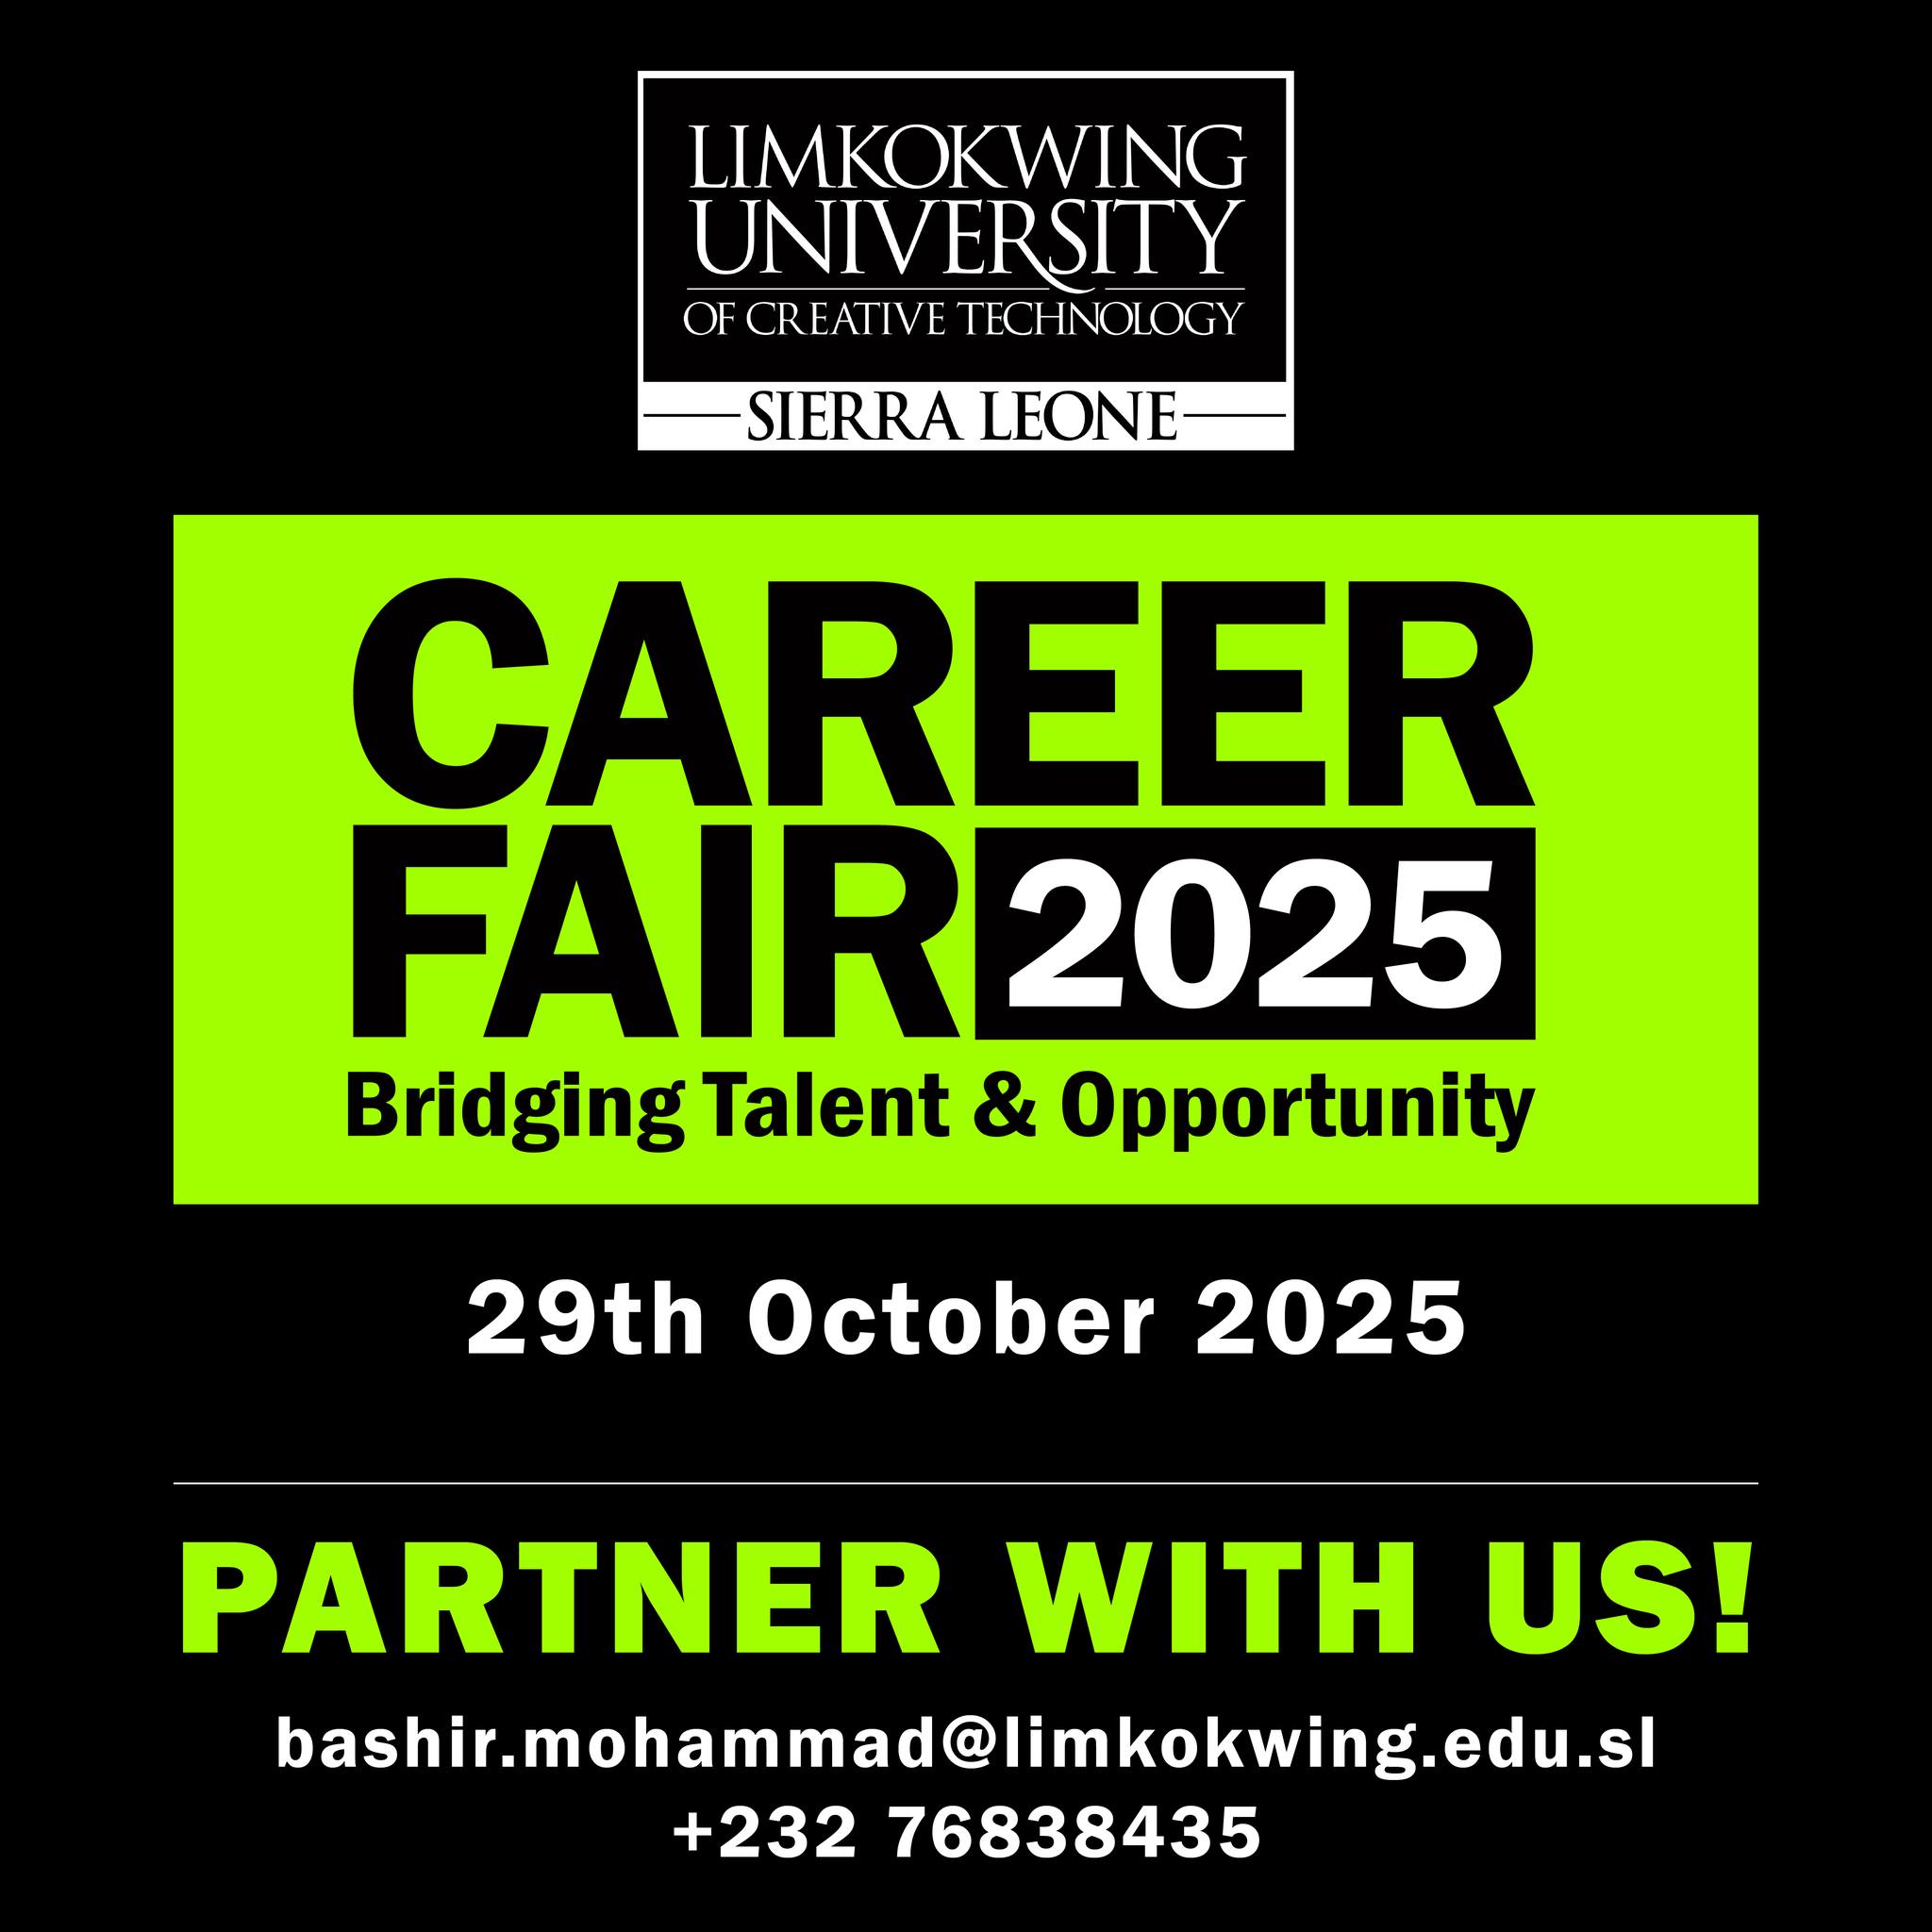 LIMKOKWING
UNIVERSITY
OF CREATIVE TECHNOLOGY
SIERRA LEONE
CAREER
FAIR 2025
Bridging Talent & Opportunity
29th October 2025
PARTNER WITH US!
bashir.mohammad@limkokwing.edu.sl
+232 76838435